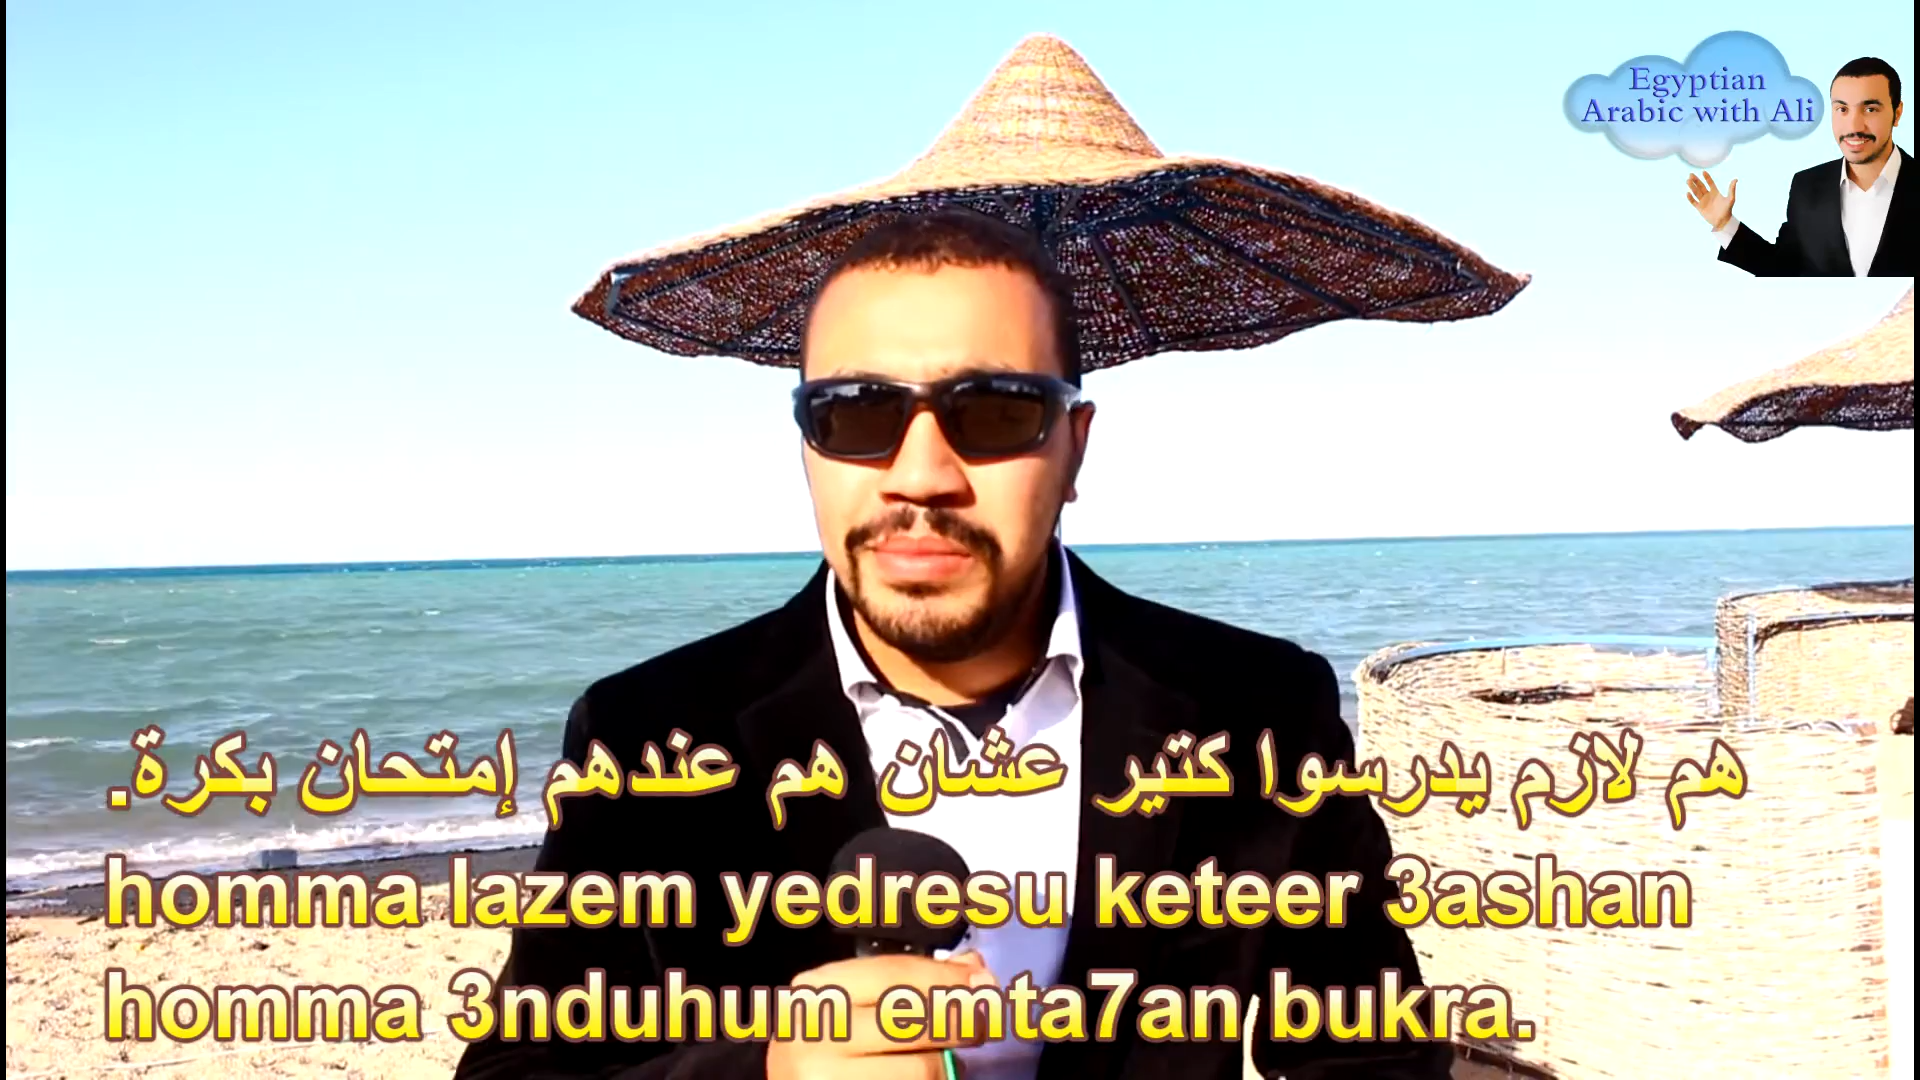 Egyptian
Arabic with Ali
هم لازم يدرسوا كتير عشان هم عندهم إمتحان بكرة.
homma lazem yedresu keteer 3ashan
homma 3nduhum emta7an bukra.